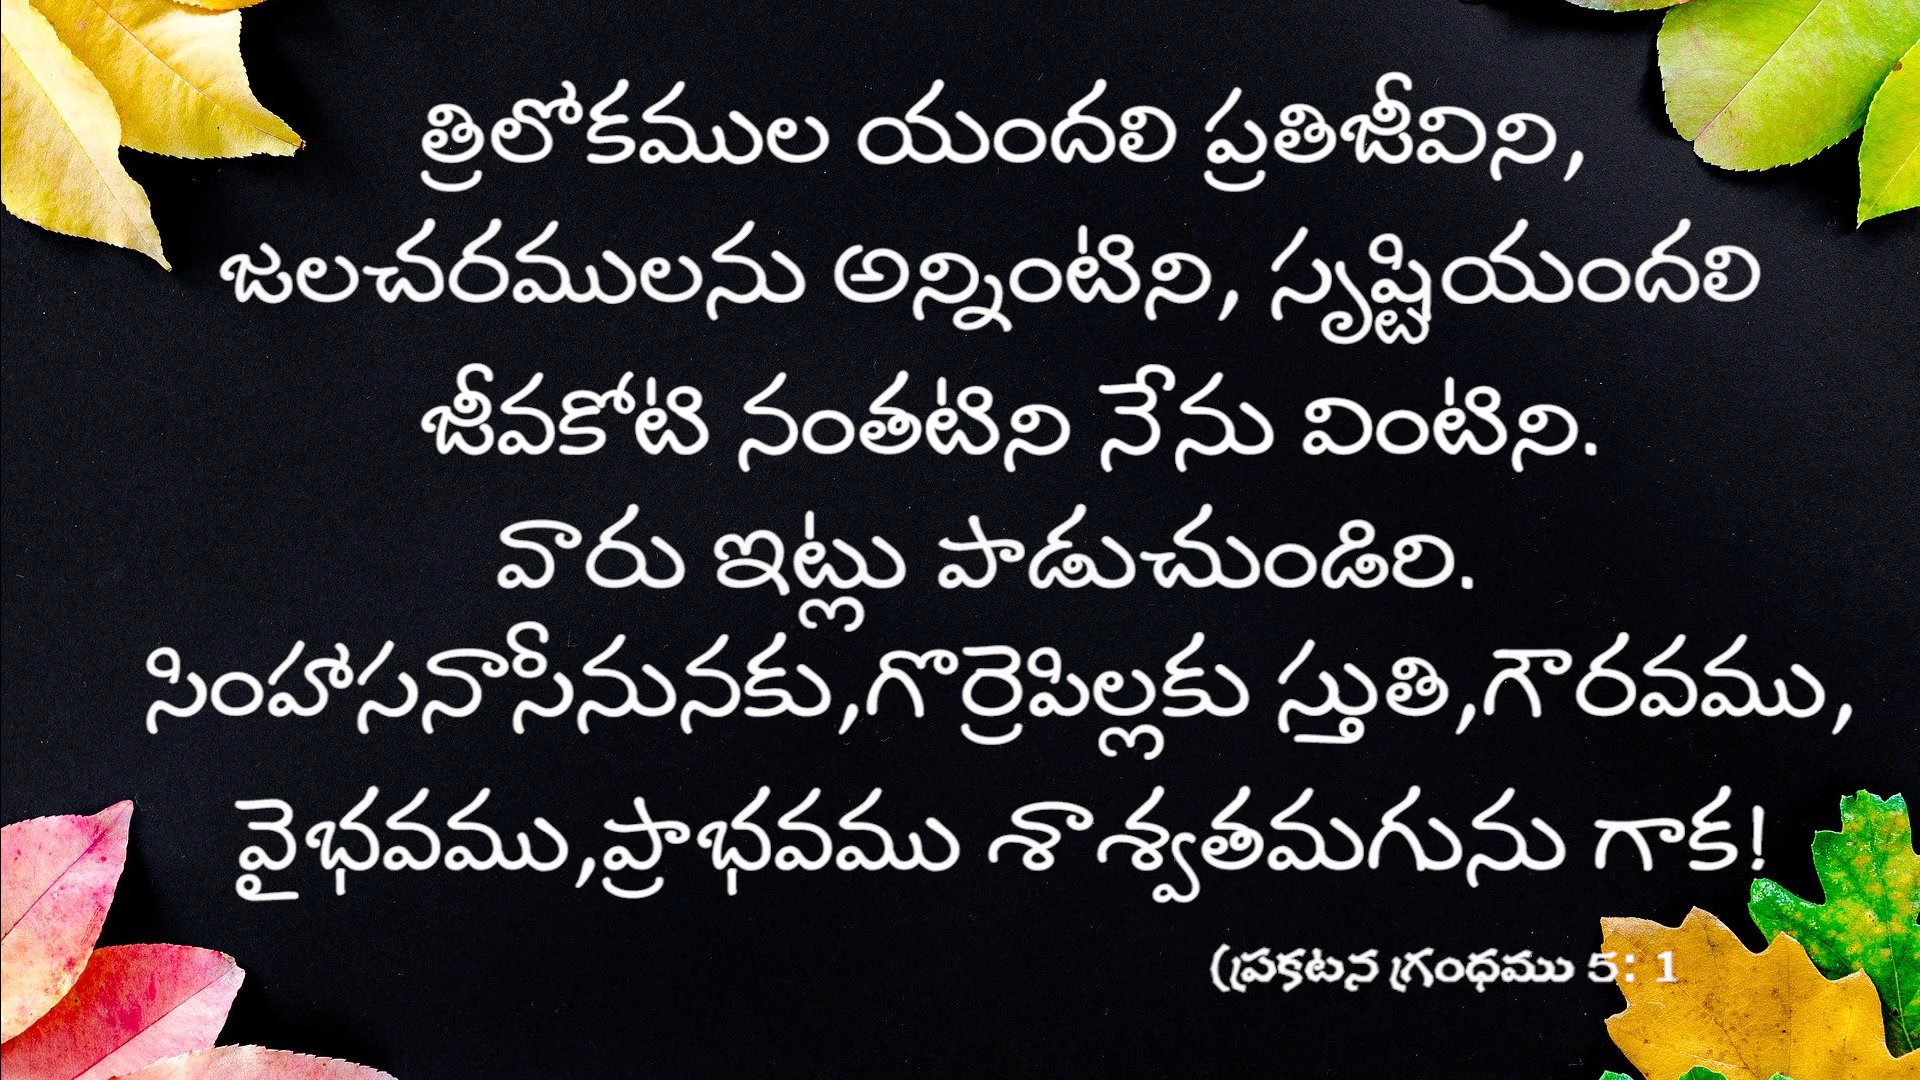 త్రిలోకముల యందలి ప్రతిజీవిని,
జలచరములను అన్నింటిని, సృష్టియందలి
జీవకోటి నంతటిని నేను వింటిని.
వారు ఇట్లు పాడుచుండిరి.
సింహాసనాసీనునకు,గొర్రెపిల్లకు స్తుతి,గౌరవము,
వైభవము,ప్రాభవము శాశ్వతమగును గాక!
(ప్రకటన గ్రంధము 5: 1